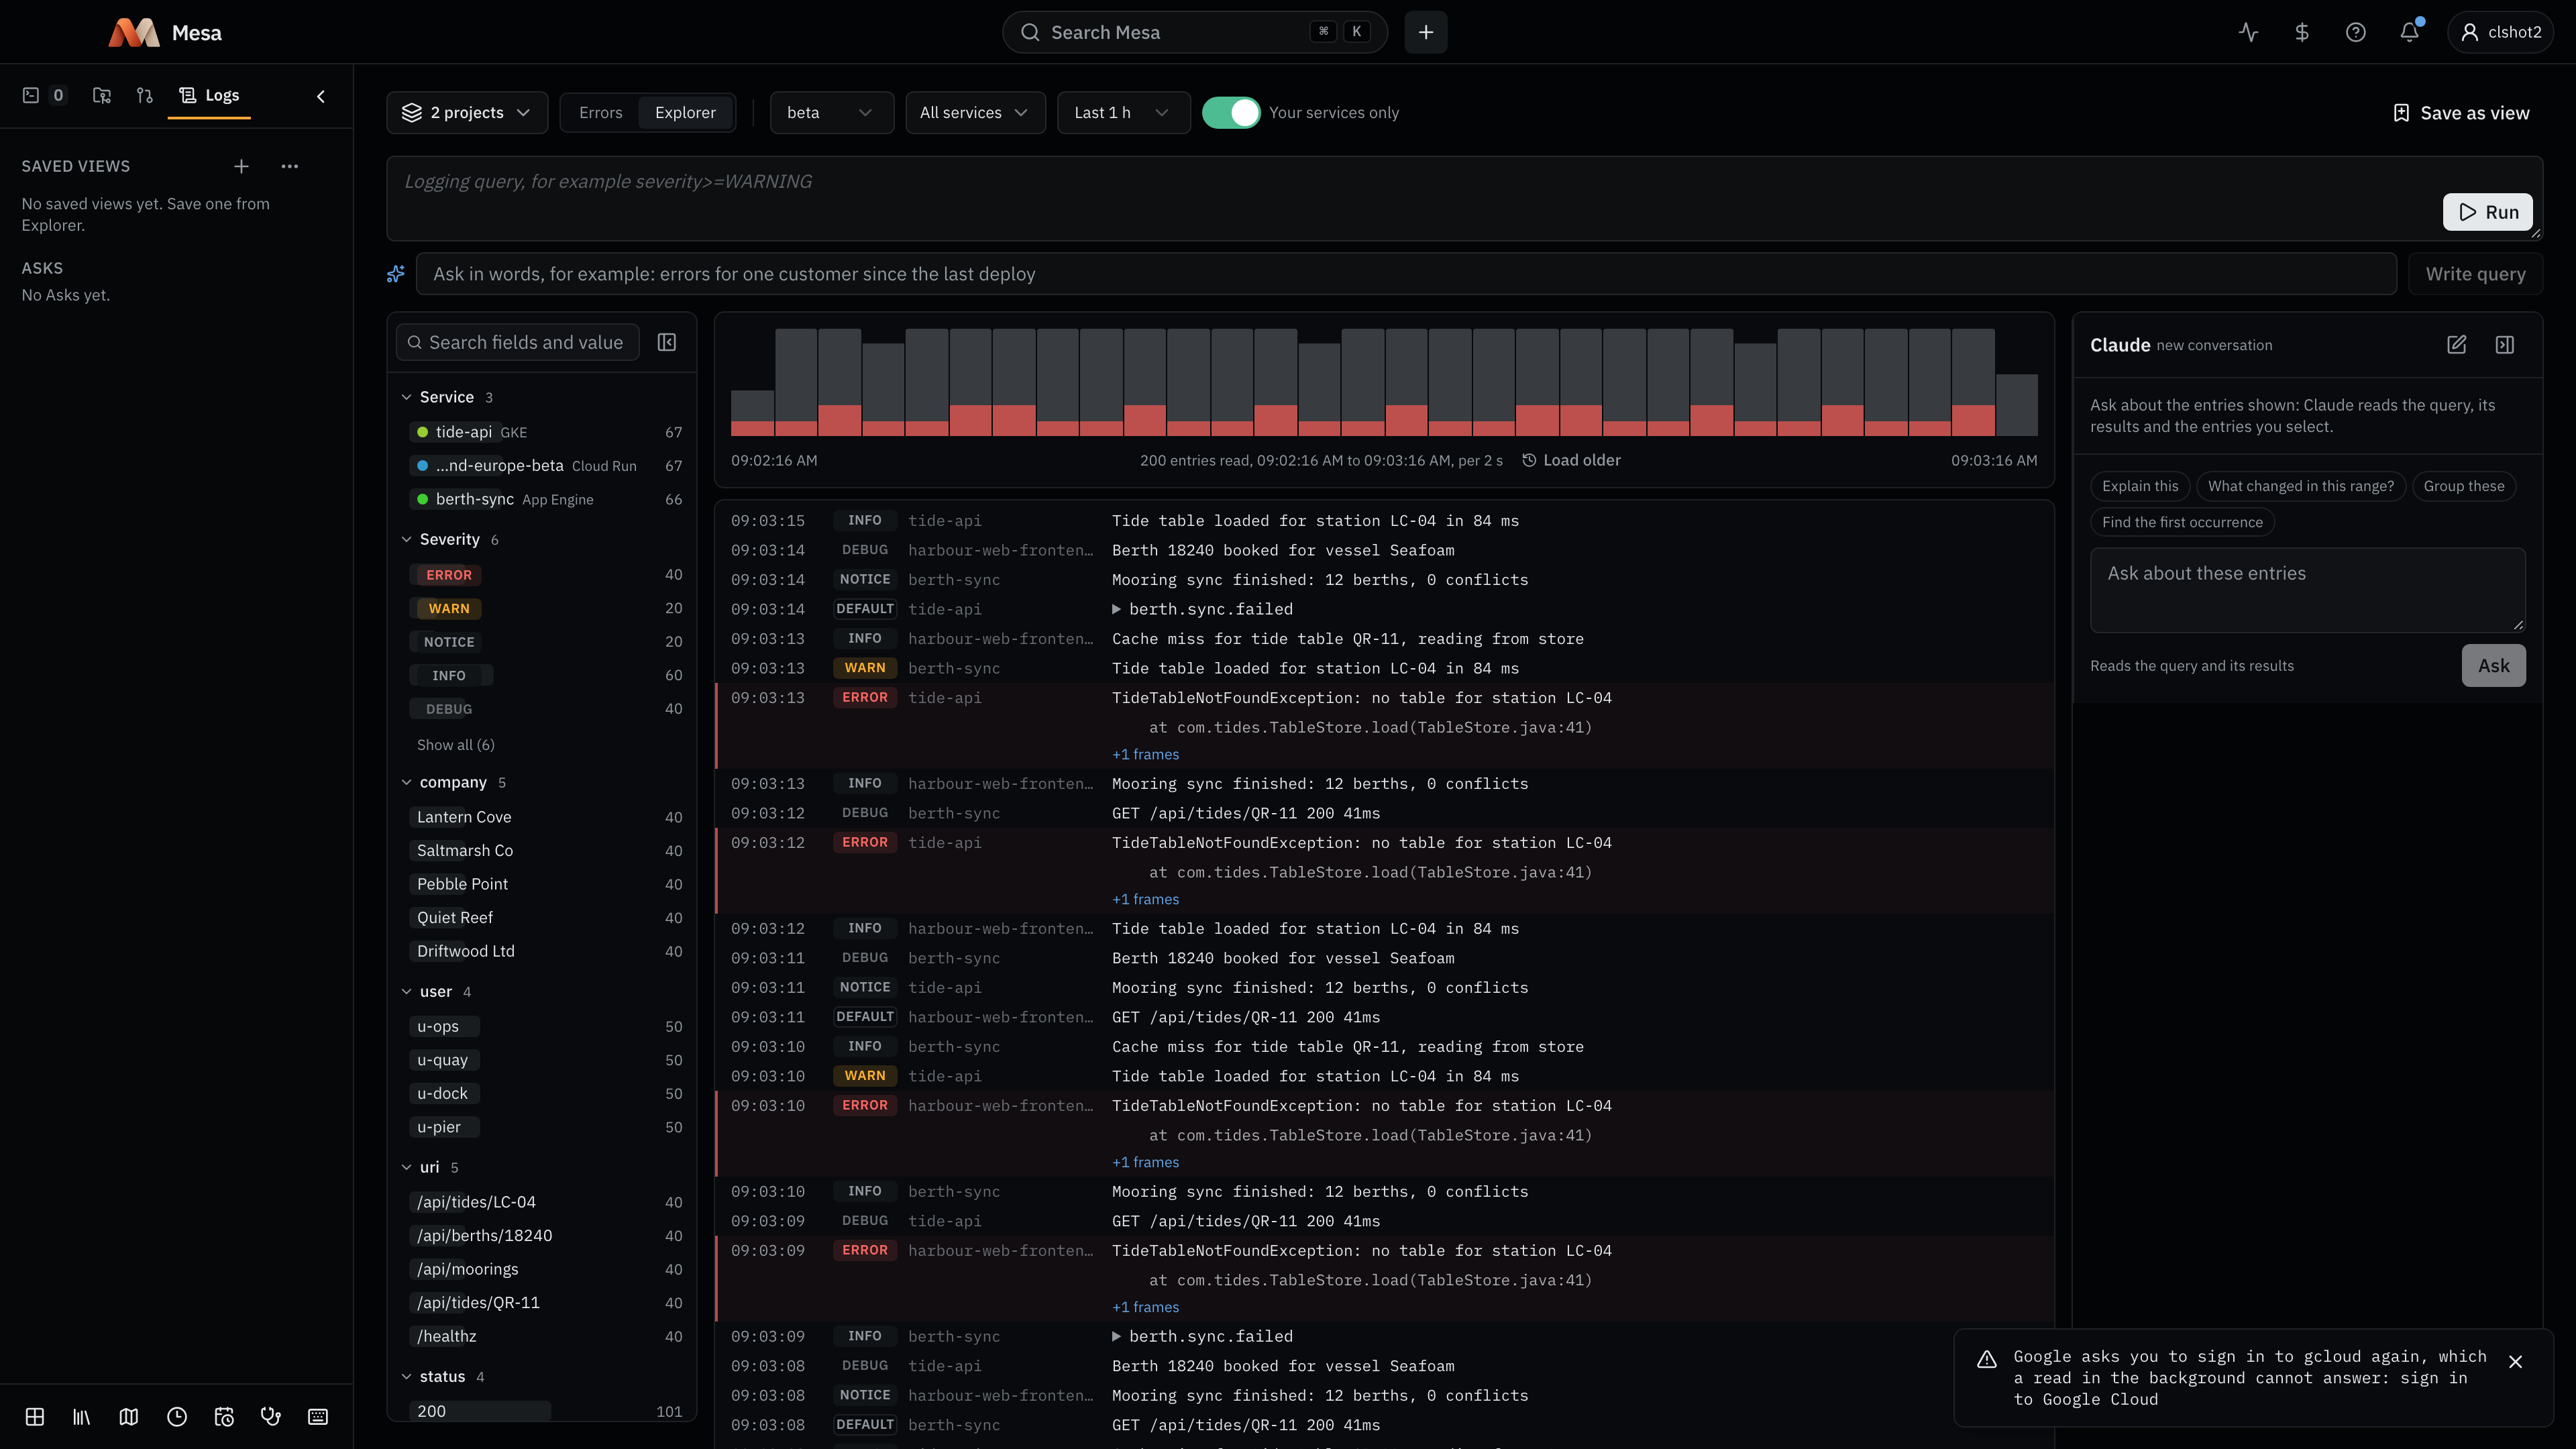 Mesa
Search Mesa
⌘ K
clshot2
0
Logs
2 projects
Errors
Explorer
beta
All services
Last 1 h
Your services only
Save as view
SAVED VIEWS
No saved views yet. Save one from
Explorer.
ASKS
No Asks yet.
Logging query, for example severity>=WARNING
Run
Ask in words, for example: errors for one customer since the last deploy
Write query
Search fields and value
Service 3
tide-api GKE 67
...nd-europe-beta Cloud Run 67
berth-sync App Engine 66
Severity 6
ERROR 40
WARN 20
NOTICE 20
INFO 60
DEBUG 40
Show all (6)
company 5
Lantern Cove 40
Saltmarsh Co 40
Pebble Point 40
Quiet Reef 40
Driftwood Ltd 40
user 4
u-ops 50
u-quay 50
u-dock 50
u-pier 50
uri 5
/api/tides/LC-04 40
/api/berths/18240 40
/api/moorings 40
/api/tides/QR-11 40
/healthz 40
status 4
200 101
09:02:16 AM
200 entries read, 09:02:16 AM to 09:03:16 AM, per 2 s
Load older
09:03:16 AM
09:03:15 INFO tide-api Tide table loaded for station LC-04 in 84 ms
09:03:14 DEBUG harbour-web-fronten… Berth 18240 booked for vessel Seafoam
09:03:14 NOTICE berth-sync Mooring sync finished: 12 berths, 0 conflicts
09:03:14 DEFAULT tide-api berth.sync.failed
09:03:13 INFO harbour-web-fronten… Cache miss for tide table QR-11, reading from store
09:03:13 WARN berth-sync Tide table loaded for station LC-04 in 84 ms
09:03:13 ERROR tide-api TideTableNotFoundException: no table for station LC-04
at com.tides.TableStore.load(TableStore.java:41)
+1 frames
09:03:13 INFO harbour-web-fronten… Mooring sync finished: 12 berths, 0 conflicts
09:03:12 DEBUG berth-sync GET /api/tides/QR-11 200 41ms
09:03:12 ERROR tide-api TideTableNotFoundException: no table for station LC-04
at com.tides.TableStore.load(TableStore.java:41)
+1 frames
09:03:12 INFO harbour-web-fronten… Tide table loaded for station LC-04 in 84 ms
09:03:11 DEBUG berth-sync Berth 18240 booked for vessel Seafoam
09:03:11 NOTICE tide-api Mooring sync finished: 12 berths, 0 conflicts
09:03:11 DEFAULT harbour-web-fronten… GET /api/tides/QR-11 200 41ms
09:03:10 INFO berth-sync Cache miss for tide table QR-11, reading from store
09:03:10 WARN tide-api Tide table loaded for station LC-04 in 84 ms
09:03:10 ERROR harbour-web-fronten… TideTableNotFoundException: no table for station LC-04
at com.tides.TableStore.load(TableStore.java:41)
+1 frames
09:03:10 INFO berth-sync Mooring sync finished: 12 berths, 0 conflicts
09:03:09 DEBUG tide-api GET /api/tides/QR-11 200 41ms
09:03:09 ERROR harbour-web-fronten… TideTableNotFoundException: no table for station LC-04
at com.tides.TableStore.load(TableStore.java:41)
+1 frames
09:03:09 INFO berth-sync berth.sync.failed
09:03:08 DEBUG tide-api Berth 18240 booked for vessel Seafoam
09:03:08 NOTICE harbour-web-fronten… Mooring sync finished: 12 berths, 0 conflicts
09:03:08 DEFAULT berth-sync GET /api/tides/QR-11 200 41ms
Claude new conversation
Ask about the entries shown: Claude reads the query, its
results and the entries you select.
Explain this
What changed in this range?
Group these
Find the first occurrence
Ask about these entries
Reads the query and its results
Ask
Google asks you to sign in to gcloud again, which
a read in the background cannot answer: sign in
to Google Cloud